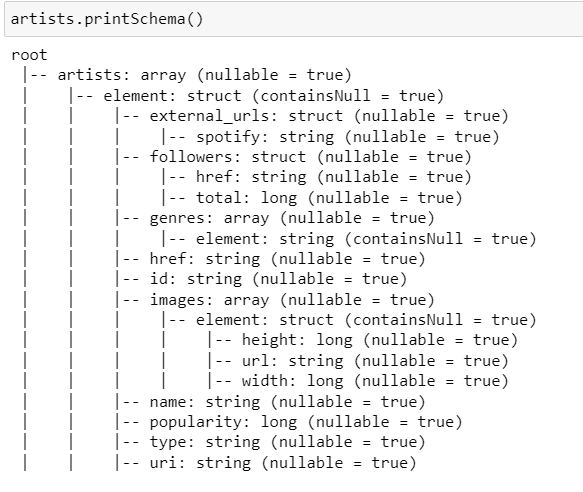 artists.printSchema()
root
 |-- artists: array (nullable = true)
 |    |-- element: struct (containsNull = true)
 |    |    |-- external_urls: struct (nullable = true)
 |    |    |    |-- spotify: string (nullable = true)
 |    |    |-- followers: struct (nullable = true)
 |    |    |    |-- href: string (nullable = true)
 |    |    |    |-- total: long (nullable = true)
 |    |    |-- genres: array (nullable = true)
 |    |    |    |-- element: string (containsNull = true)
 |    |    |-- href: string (nullable = true)
 |    |    |-- id: string (nullable = true)
 |    |    |-- images: array (nullable = true)
 |    |    |    |-- element: struct (containsNull = true)
 |    |    |    |    |-- height: long (nullable = true)
 |    |    |    |    |-- url: string (nullable = true)
 |    |    |    |    |-- width: long (nullable = true)
 |    |    |-- name: string (nullable = true)
 |    |    |-- popularity: long (nullable = true)
 |    |    |-- type: string (nullable = true)
 |    |    |-- uri: string (nullable = true)